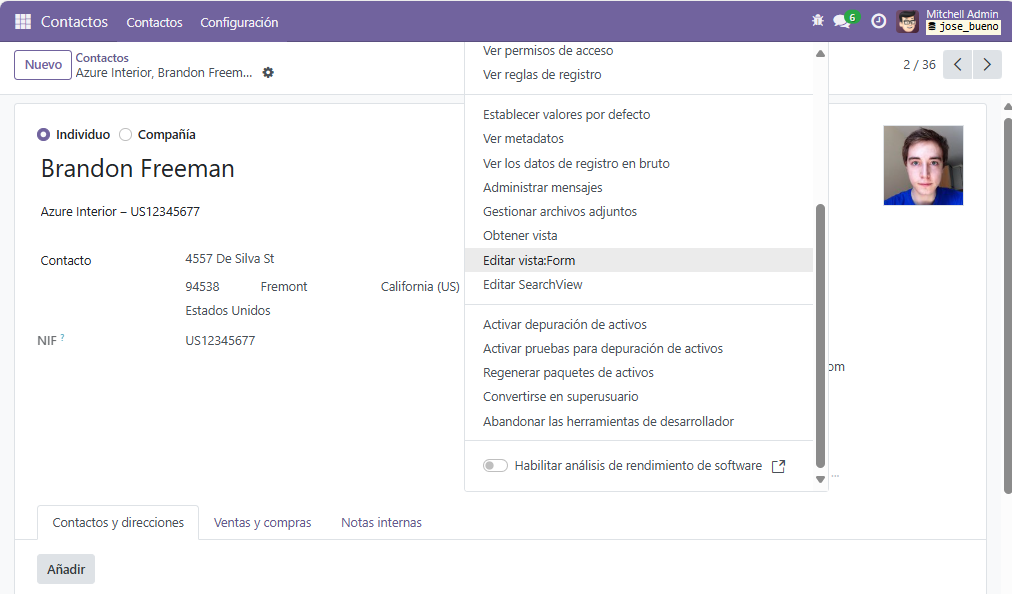 Contactos Contactos Configuración 6 Mitchell Admin
jose_bueno
Nuevo Contactos
Azure Interior, Brandon Freem... 2 / 36
Ver permisos de acceso
Ver reglas de registro
Establecer valores por defecto
Ver metadatos
Ver los datos de registro en bruto
Administrar mensajes
Gestionar archivos adjuntos
Obtener vista
Editar vista:Form
Editar SearchView
Activar depuración de activos
Activar pruebas para depuración de activos
Regenerar paquetes de activos
Convertirse en superusuario
Abandonar las herramientas de desarrollador
Habilitar análisis de rendimiento de software
Individuo Compañía
Brandon Freeman
Azure Interior – US12345677
Contacto 4557 De Silva St
94538 Fremont California (US)
Estados Unidos
NIF ? US12345677
om
...
Contactos y direcciones Ventas y compras Notas internas
Añadir